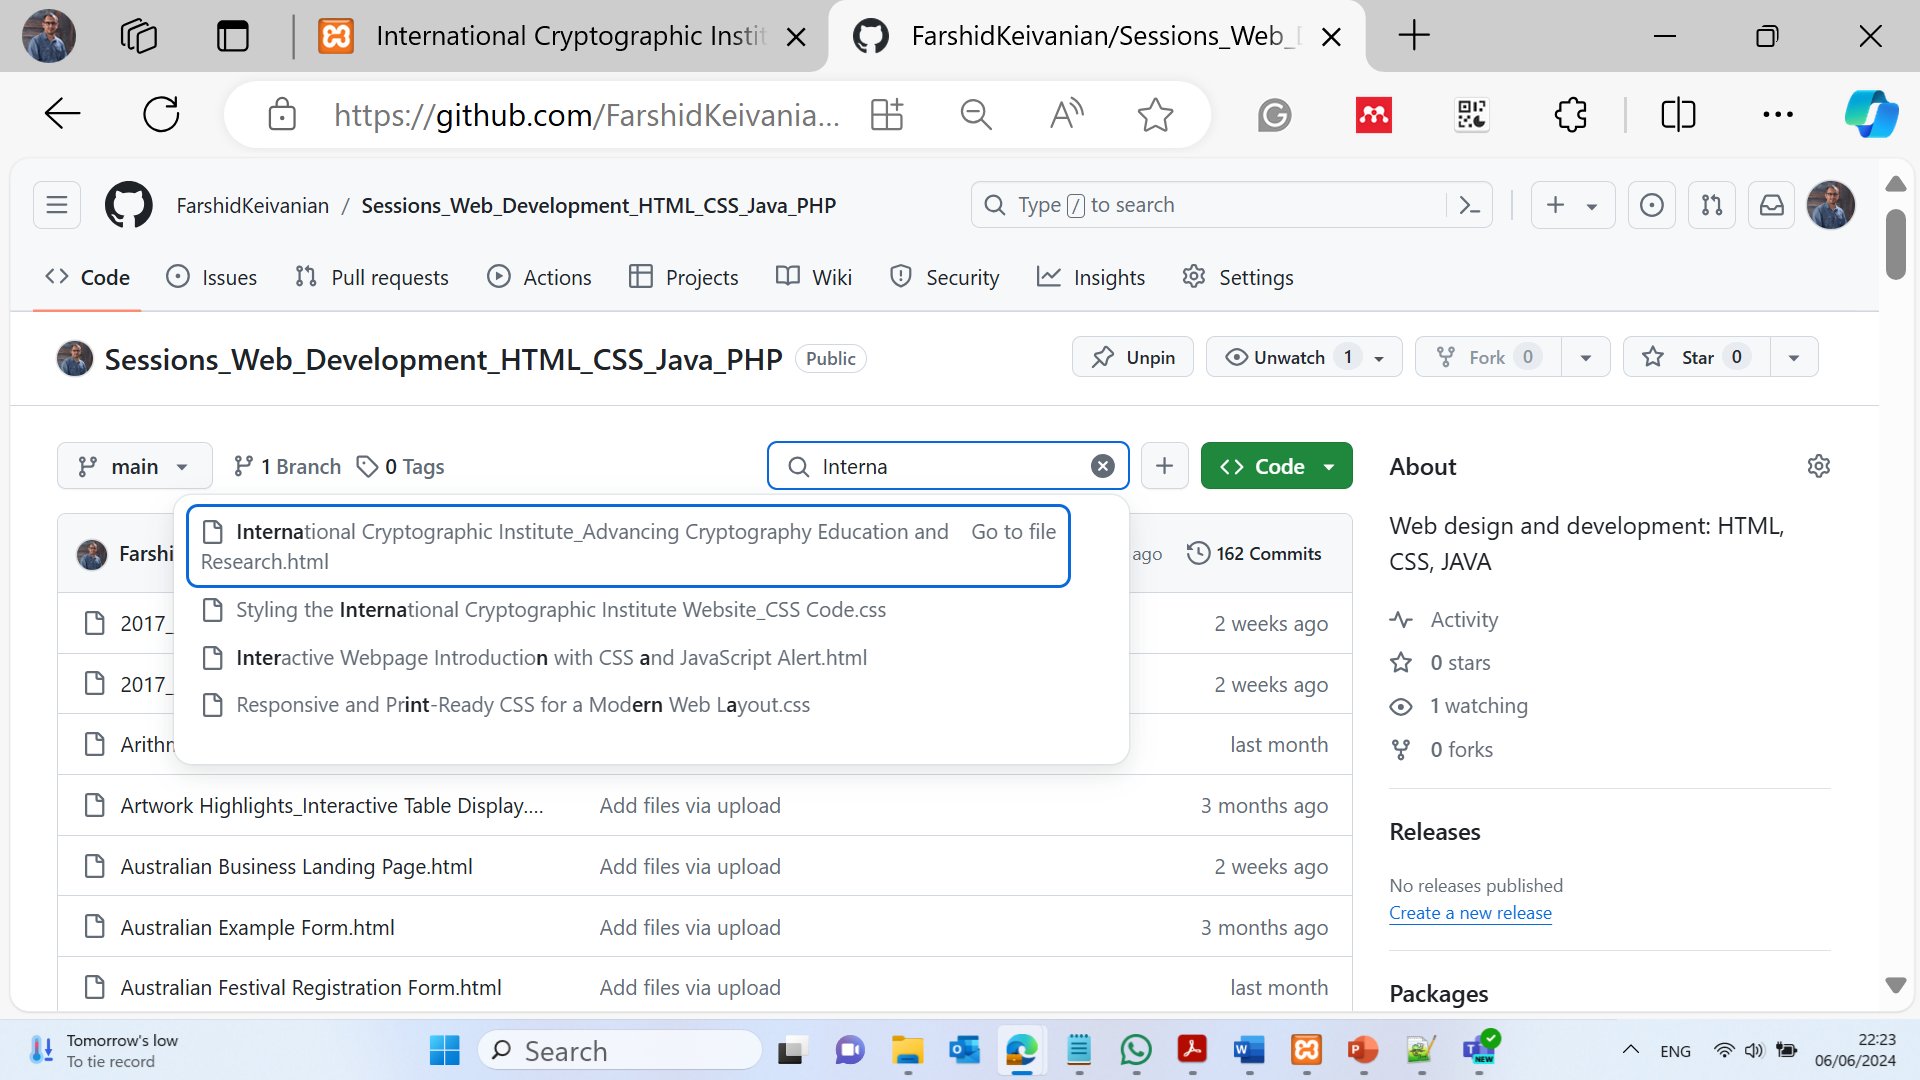 International Cryptographic Instit
FarshidKeivanian/Sessions_Web_
https://github.com/FarshidKeivania...
FarshidKeivanian / Sessions_Web_Development_HTML_CSS_Java_PHP
Type / to search
Code Issues Pull requests Actions Projects Wiki Security Insights Settings
Sessions_Web_Development_HTML_CSS_Java_PHP Public
Unpin Unwatch 1 Fork 0 Star 0
main 1 Branch 0 Tags Interna Code
About
International Cryptographic Institute_Advancing Cryptography Education and Go to file
Research.html
Styling the International Cryptographic Institute Website_CSS Code.css
Interactive Webpage Introduction with CSS and JavaScript Alert.html
Responsive and Print-Ready CSS for a Modern Web Layout.css
Farshi ago 162 Commits
2017_ 2 weeks ago
2017_ 2 weeks ago
Arithm last month
Artwork Highlights_Interactive Table Display.... Add files via upload 3 months ago
Australian Business Landing Page.html Add files via upload 2 weeks ago
Australian Example Form.html Add files via upload 3 months ago
Australian Festival Registration Form.html Add files via upload last month
Web design and development: HTML,
CSS, JAVA
Activity
0 stars
1 watching
0 forks
Releases
No releases published
Create a new release
Packages
Tomorrow's low
To tie record
Search
NEW
ENG
22:23
06/06/2024